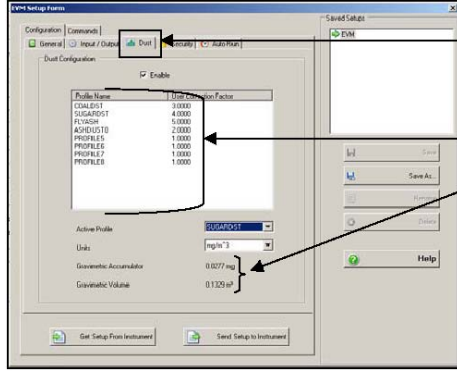 EVM Setup Form
Configuration Commands
General Input / Output Dust Security Auto Run
Dust Configuration
Enable
Profile Name User Correction Factor
COALDST 3.0000
SUGARDST 4.0000
FLYASH 5.0000
ASHDUST0 2.0000
PROFILE5 1.0000
PROFILE6 1.0000
PROFILE7 1.0000
PROFILE8 1.0000
Active Profile SUGARDST
Units mg/m^3
Gravimetric Accumulator 0.0277 mg
Gravimetric Volume 0.1329 m³
Get Setup From Instrument Send Setup to Instrument
Saved Setups
EVM
Save
Save As...
Delete
Help